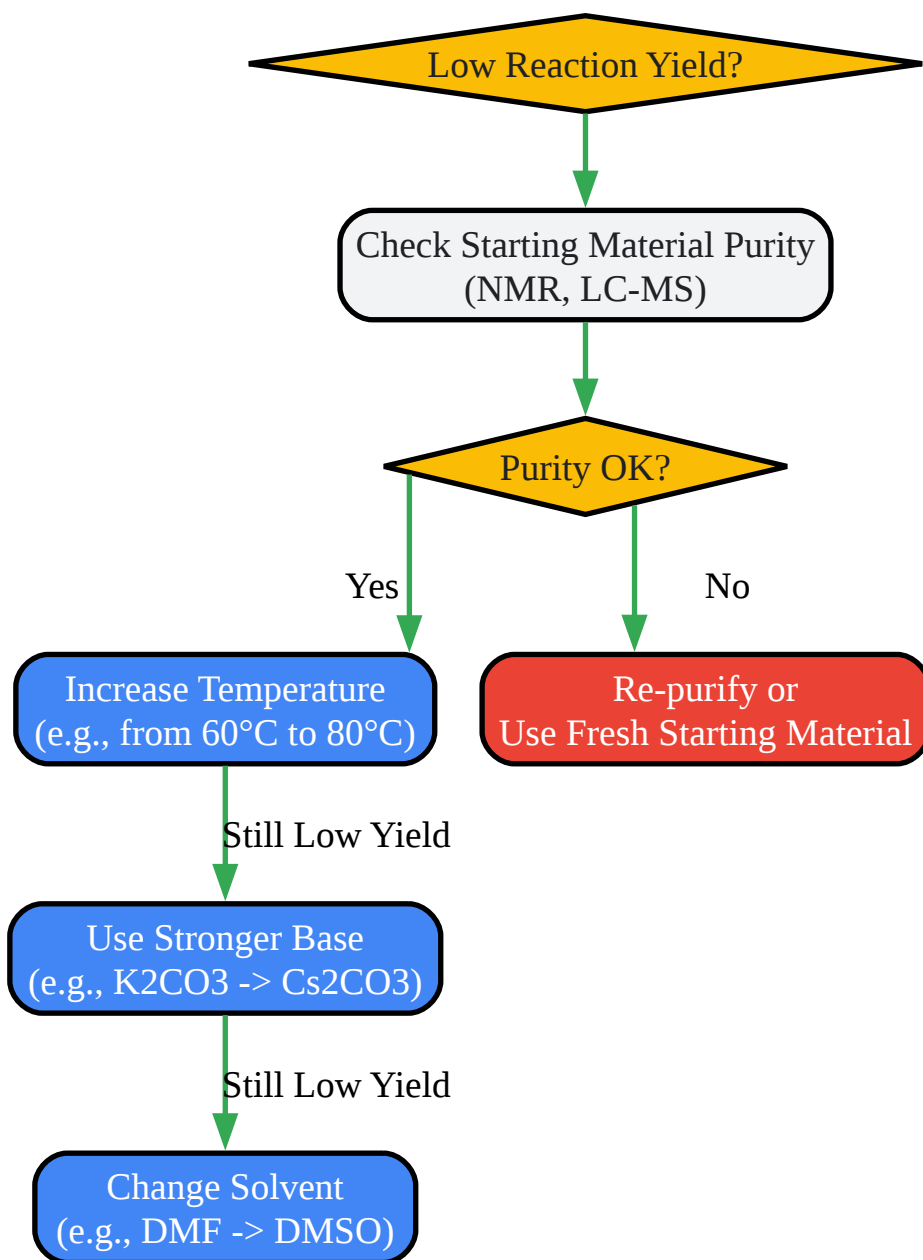 Low Reaction Yield?
Check Starting Material Purity
(NMR, LC-MS)
Purity OK?
Yes
No
Increase Temperature
(e.g., from 60°C to 80°C)
Re-purify or
Use Fresh Starting Material
Still Low Yield
Use Stronger Base
(e.g., K2CO3 -> Cs2CO3)
Still Low Yield
Change Solvent
(e.g., DMF -> DMSO)